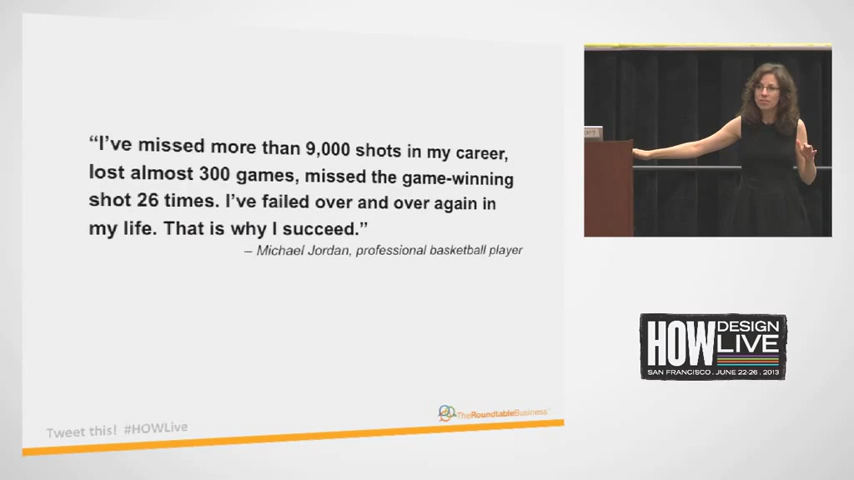 “I’ve missed more than 9,000 shots in my career,
lost almost 300 games, missed the game-winning
shot 26 times. I’ve failed over and over again in
my life. That is why I succeed.”
– Michael Jordan, professional basketball player
TheRoundtableBusiness
Tweet this! #HOWLive
HOW DESIGN LIVE
SAN FRANCISCO . JUNE 22-26 . 2013